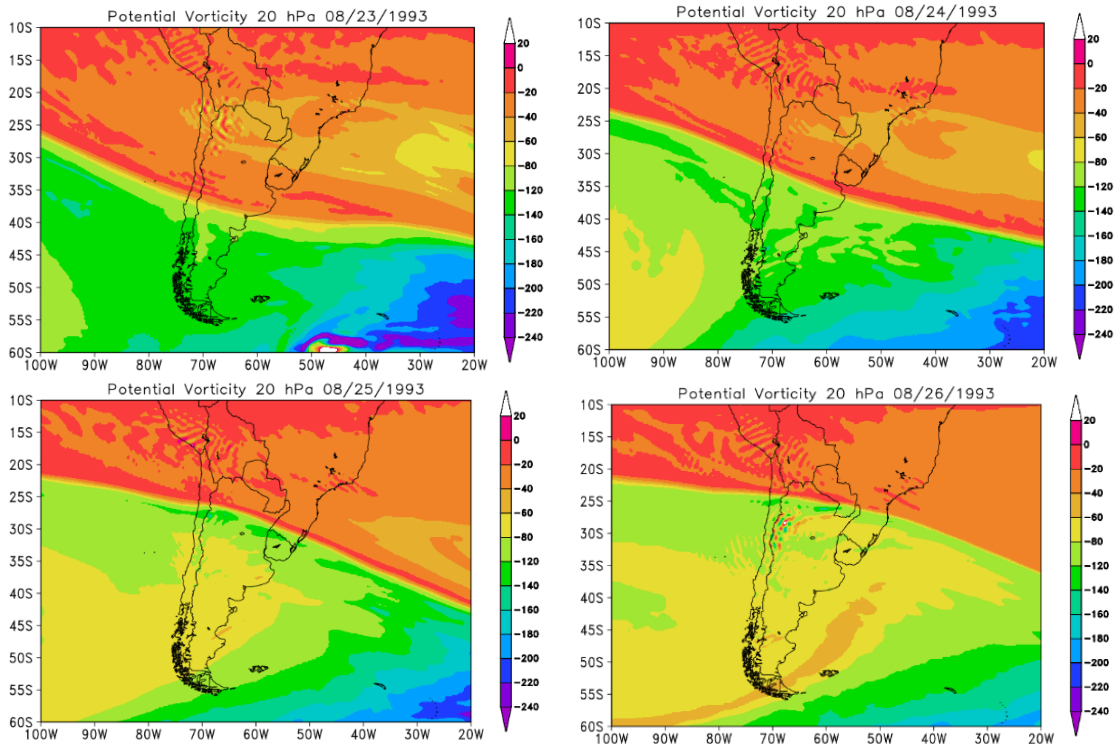 Potential Vorticity 20 hPa 08/23/1993
10S
15S
20S
25S
30S
35S
40S
45S
50S
55S
60S
100W 90W 80W 70W 60W 50W 40W 30W 20W
20
0
-20
-40
-60
-80
-120
-140
-160
-180
-200
-220
-240
Potential Vorticity 20 hPa 08/24/1993
10S
15S
20S
25S
30S
35S
40S
45S
50S
55S
60S
100W 90W 80W 70W 60W 50W 40W 30W 20W
20
0
-20
-40
-60
-80
-120
-140
-160
-180
-200
-220
-240
Potential Vorticity 20 hPa 08/25/1993
10S
15S
20S
25S
30S
35S
40S
45S
50S
55S
60S
100W 90W 80W 70W 60W 50W 40W 30W 20W
20
0
-20
-40
-60
-80
-120
-140
-160
-180
-200
-220
-240
Potential Vorticity 20 hPa 08/26/1993
10S
15S
20S
25S
30S
35S
40S
45S
50S
55S
60S
100W 90W 80W 70W 60W 50W 40W 30W 20W
20
0
-20
-40
-60
-80
-120
-140
-160
-180
-200
-220
-240